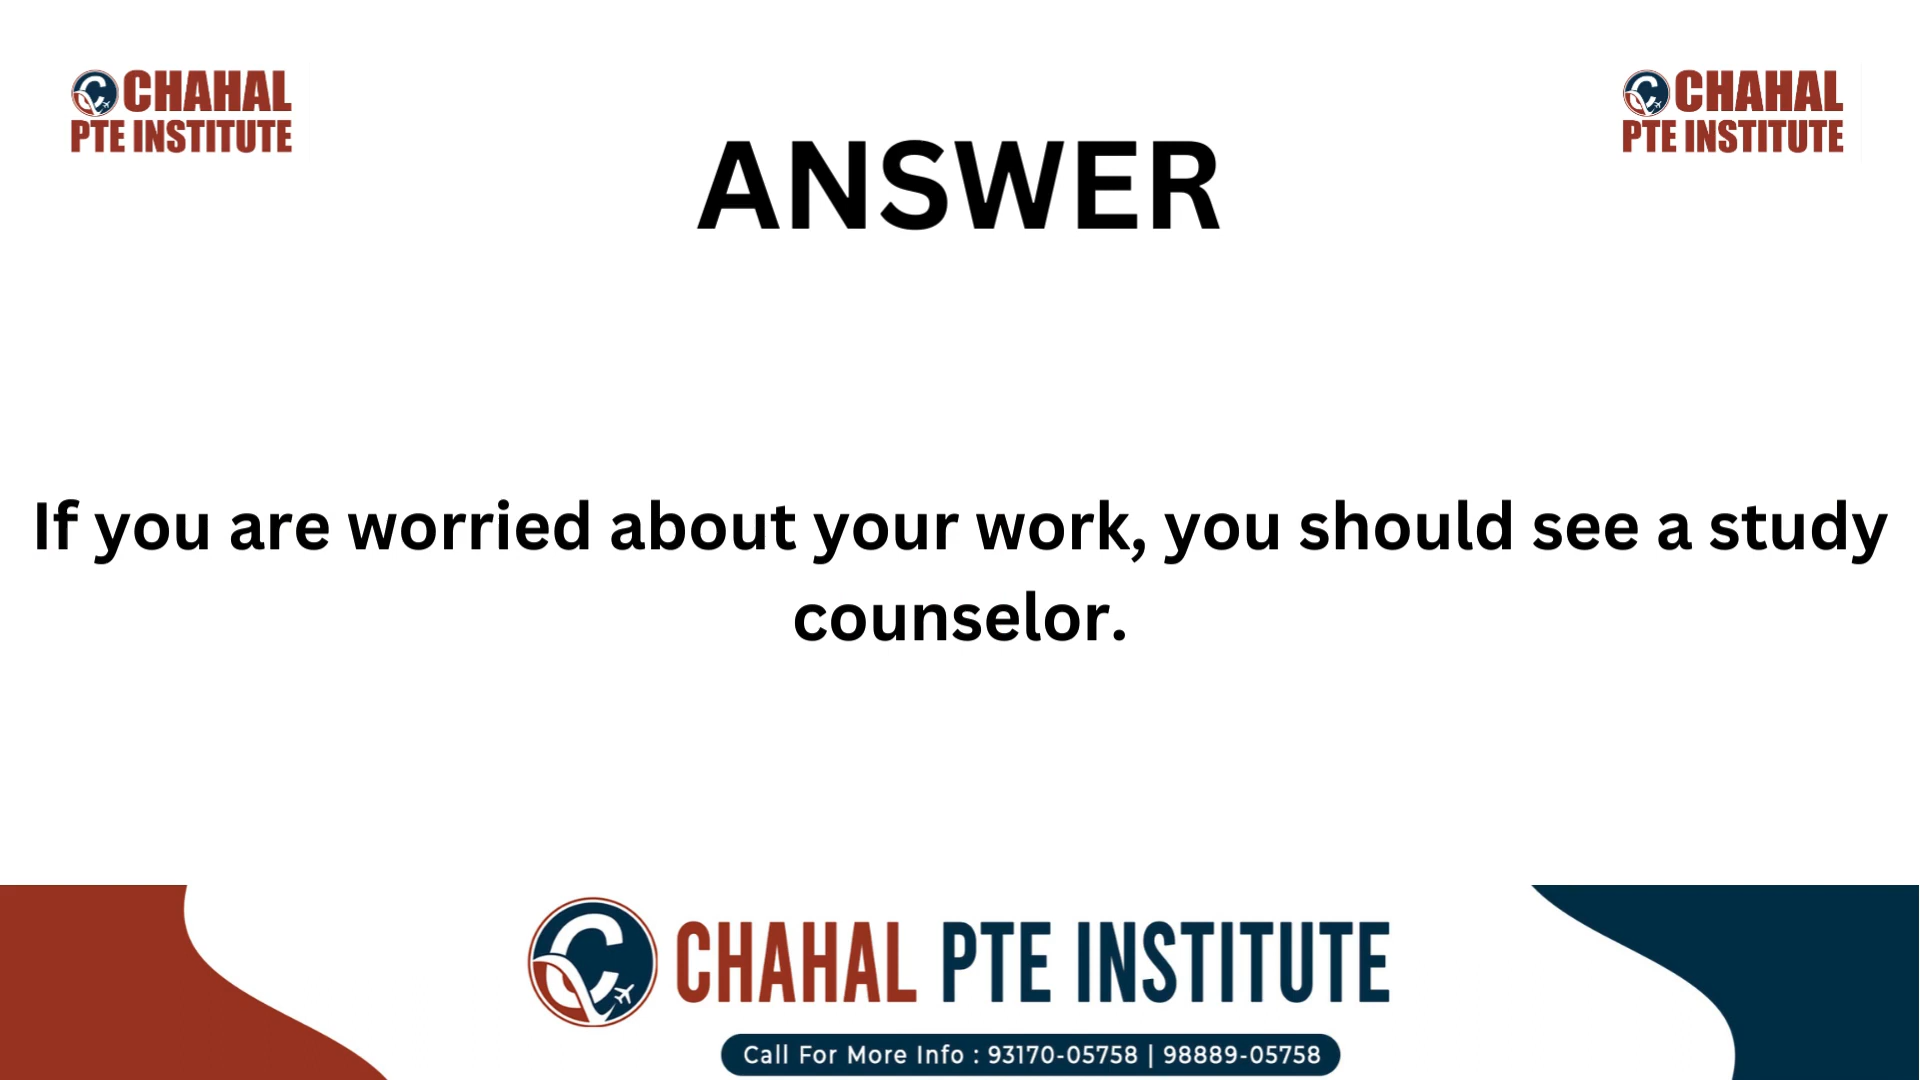 CHAHAL
PTE INSTITUTE
CHAHAL
PTE INSTITUTE
ANSWER
If you are worried about your work, you should see a study
counselor.
CHAHAL PTE INSTITUTE
Call For More Info : 93170-05758 | 98889-05758